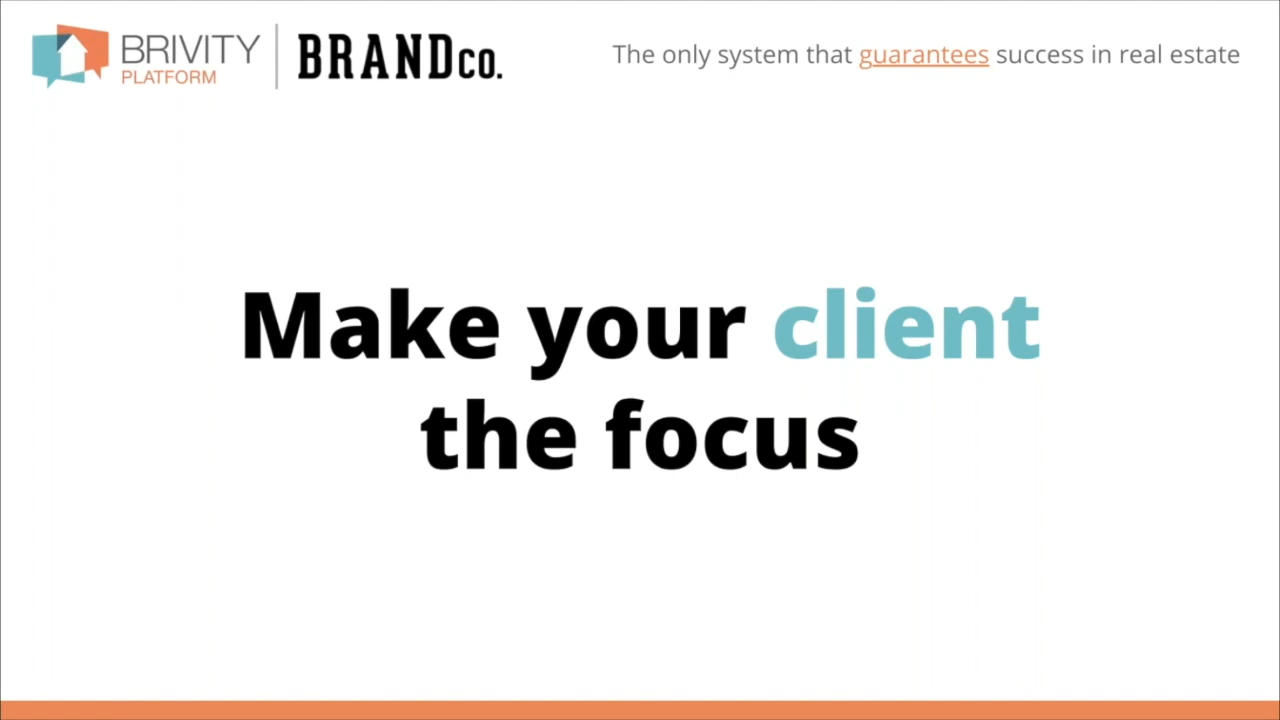 BRIVITY
PLATFORM
BRANDCO.
The only system that guarantees success in real estate
Make your client
the focus